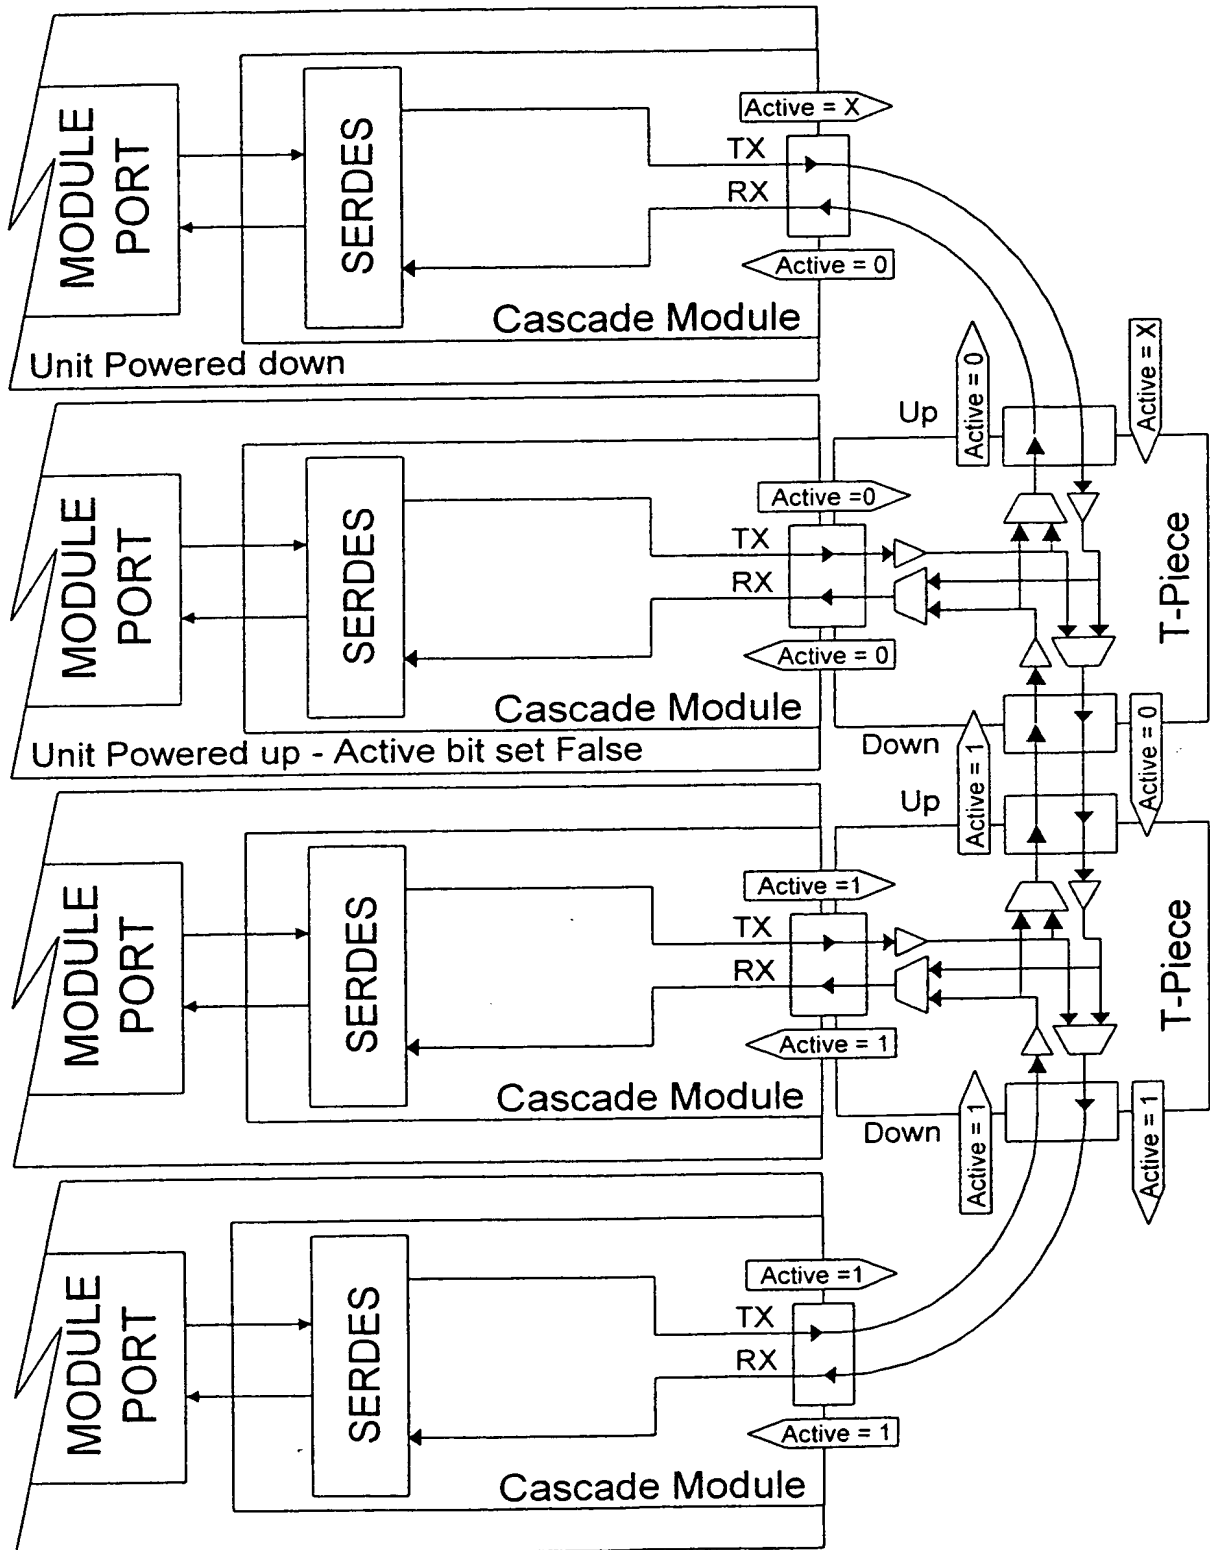 Active = X
MODULE
PORT
SERDES
TX
RX
Active = 0
Cascade Module
Unit Powered down
Up
Active = 0
Active = X
MODULE
PORT
SERDES
Active =0
TX
RX
Active = 0
T-Piece
Cascade Module
Unit Powered up - Active bit set False
Down
Active = 1
Active = 0
Up
MODULE
PORT
SERDES
Active =1
TX
RX
Active = 1
T-Piece
Cascade Module
Down
Active = 1
Active = 1
MODULE
PORT
SERDES
Active =1
TX
RX
Active = 1
Cascade Module